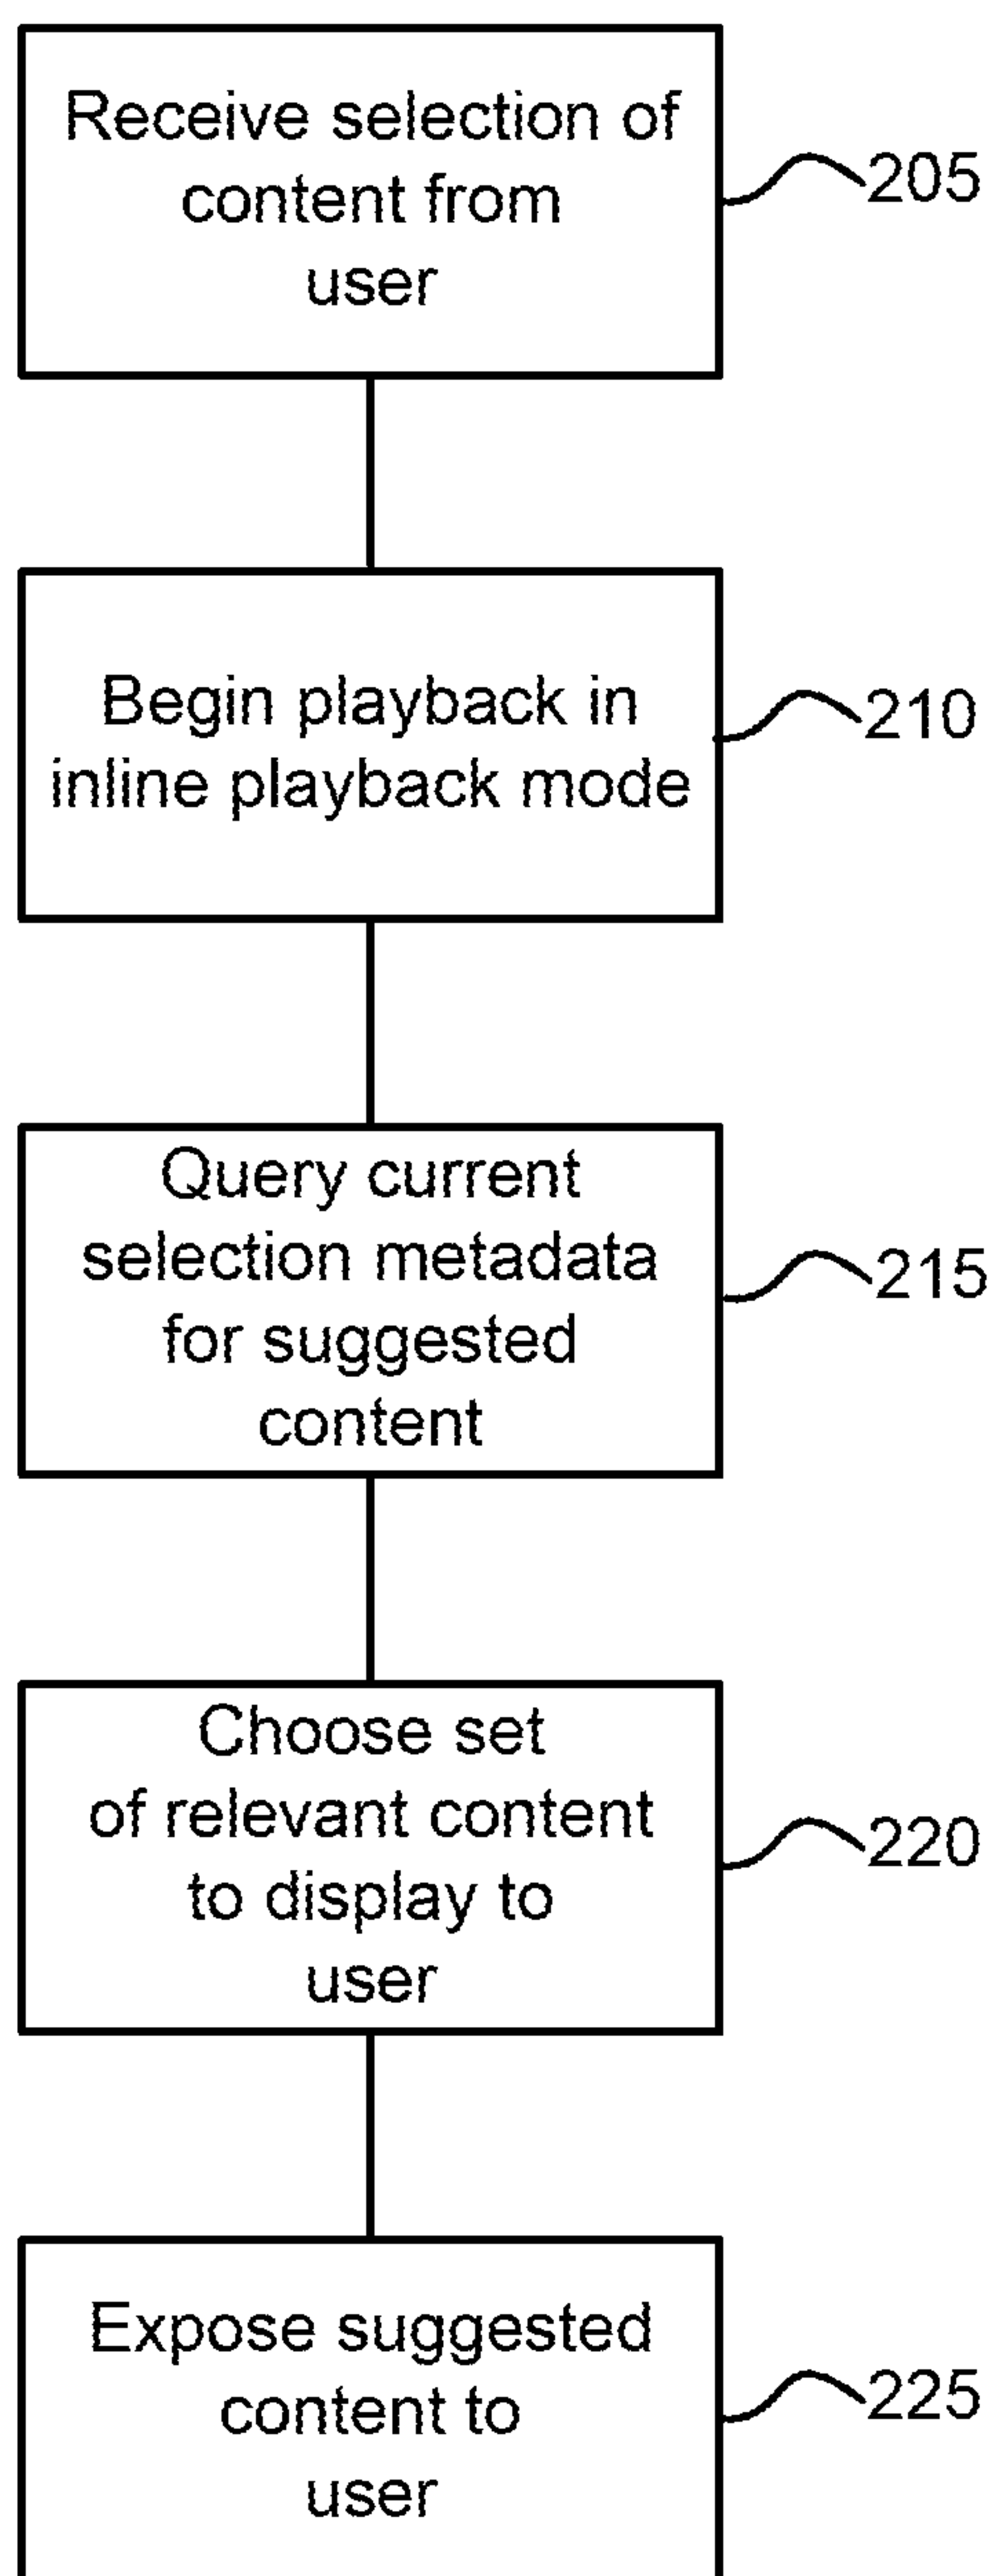 Receive selection of
content from
user
205
Begin playback in
inline playback mode
210
Query current
selection metadata
for suggested
content
215
Choose set
of relevant content
to display to
user
220
Expose suggested
content to
user
225